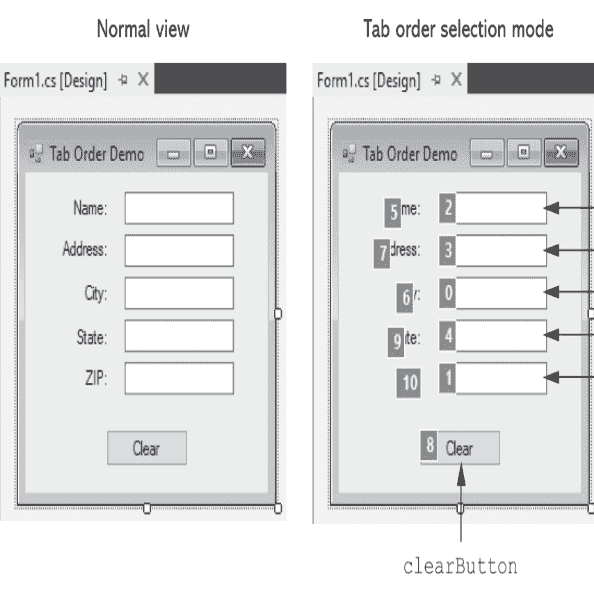 Normal view
Form1.cs [Design]
Tab Order Demo
Name:
Address:
City:
State:
ZIP:
Clear
Tab order selection mode
Form1.cs [Design]
Tab Order Demo
5 me: 2
7 dress: 3
6 y: 0
9 te: 4
10 1
8 Clear
clearButton